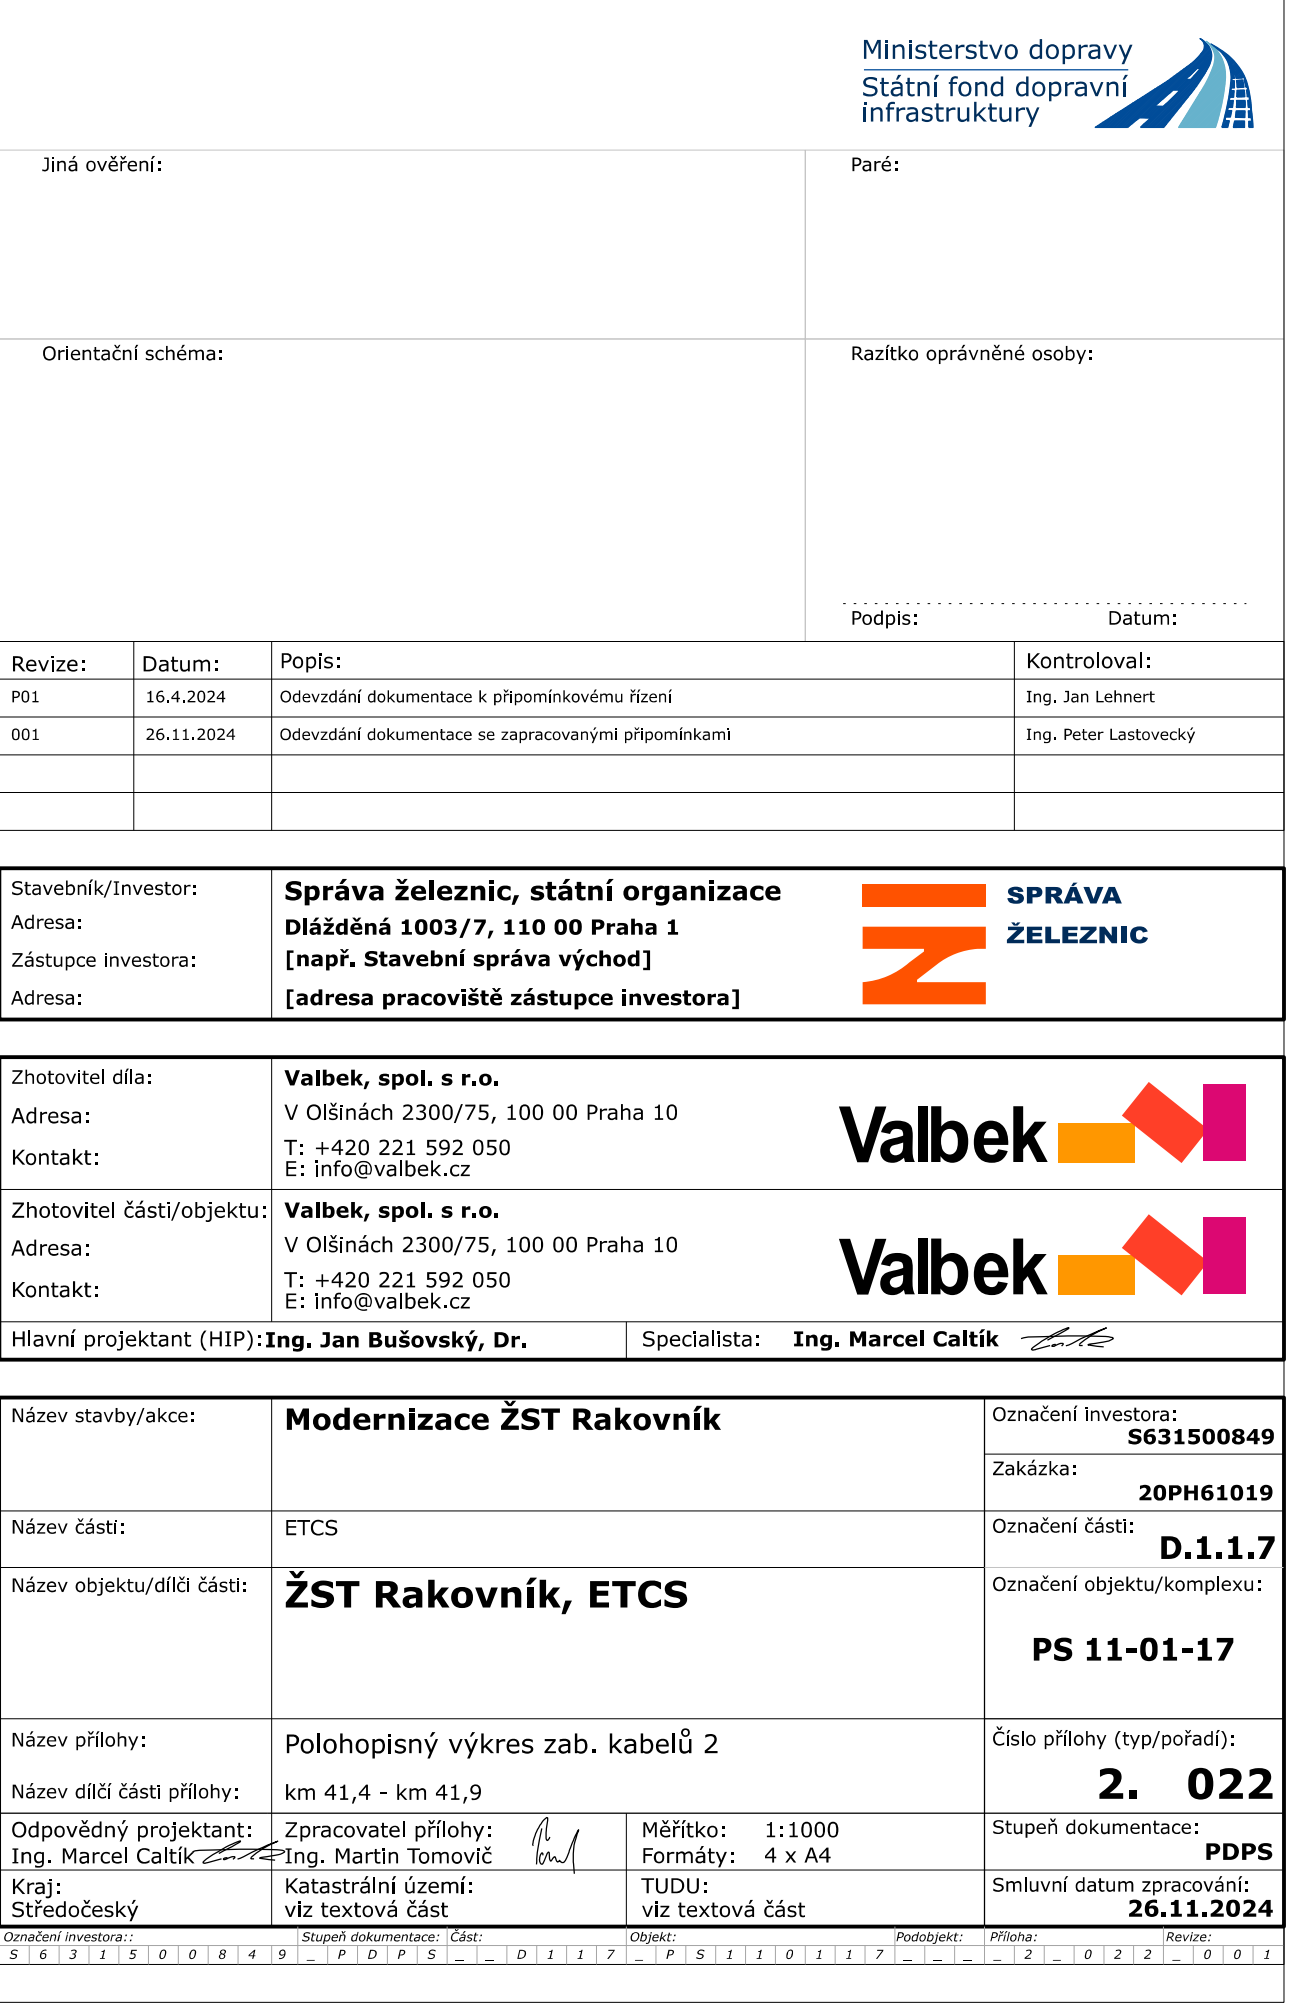 Ministerstvo dopravy
Státní fond dopravní
infrastruktury
Jiná ověření:
Paré:
Orientační schéma:
Razítko oprávněné osoby:
Podpis: Datum:
Revize: Datum: Popis: Kontroloval:
P01 16.4.2024 Odevzdání dokumentace k připomínkovému řízení Ing. Jan Lehnert
001 26.11.2024 Odevzdání dokumentace se zapracovanými připomínkami Ing. Peter Lastovecký
Stavebník/Investor: Správa železnic, státní organizace
Adresa: Dlážděná 1003/7, 110 00 Praha 1
Zástupce investora: [např. Stavební správa východ]
Adresa: [adresa pracoviště zástupce investora]
SPRÁVA
ŽELEZNIC
Zhotovitel díla: Valbek, spol. s r.o.
Adresa: V Olšinách 2300/75, 100 00 Praha 10
Kontakt: T: +420 221 592 050
E: info@valbek.cz
Valbek
Zhotovitel části/objektu: Valbek, spol. s r.o.
Adresa: V Olšinách 2300/75, 100 00 Praha 10
Kontakt: T: +420 221 592 050
E: info@valbek.cz
Valbek
Hlavní projektant (HIP): Ing. Jan Bušovský, Dr. Specialista: Ing. Marcel Caltík
Název stavby/akce: Modernizace ŽST Rakovník
Označení investora:
S631500849
Zakázka:
20PH61019
Název části: ETCS
Označení části:
D.1.1.7
Název objektu/dílčí části: ŽST Rakovník, ETCS
Označení objektu/komplexu:
PS 11-01-17
Název přílohy: Polohopisný výkres zab. kabelů 2
Číslo přílohy (typ/pořadí):
2. 022
Název dílčí části přílohy: km 41,4 - km 41,9
Odpovědný projektant: Zpracovatel přílohy: Měřítko: 1:1000 Stupeň dokumentace:
Ing. Marcel Caltík Ing. Martin Tomovič Formáty: 4 x A4 PDPS
Kraj: Katastrální území: TUDU: Smluvní datum zpracování:
Středočeský viz textová část viz textová část 26.11.2024
Označení investora:: Stupeň dokumentace: Část: Objekt: Podobjekt: Příloha: Revize:
S 6 3 1 5 0 0 8 4 9 _ P D P S _ _ D 1 1 7 _ P S 1 1 0 1 1 7 _ _ _ _ 2 _ 0 2 2 _ 0 0 1